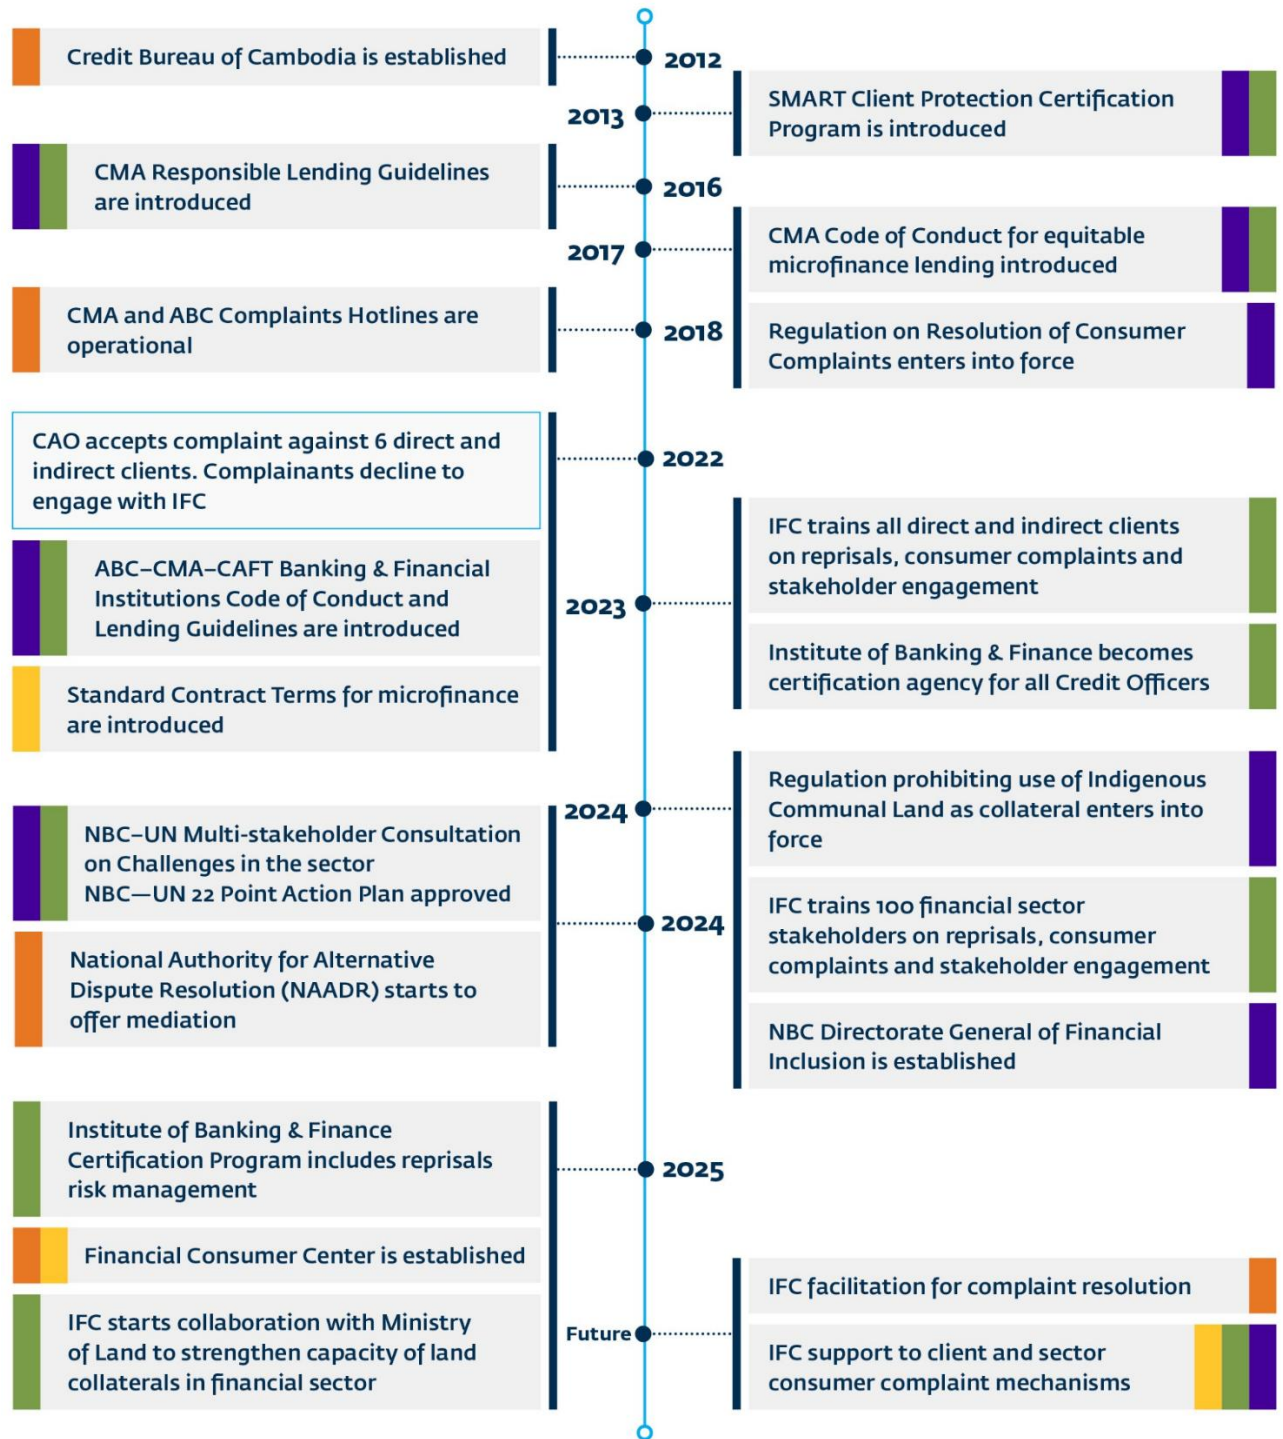 Credit Bureau of Cambodia is established
2012
2013
SMART Client Protection Certification
Program is introduced
CMA Responsible Lending Guidelines
are introduced
2016
2017
CMA Code of Conduct for equitable
microfinance lending introduced
CMA and ABC Complaints Hotlines are
operational
2018
Regulation on Resolution of Consumer
Complaints enters into force
CAO accepts complaint against 6 direct and
indirect clients. Complainants decline to
engage with IFC
2022
ABC–CMA–CAFT Banking & Financial
Institutions Code of Conduct and
Lending Guidelines are introduced
Standard Contract Terms for microfinance
are introduced
2023
IFC trains all direct and indirect clients
on reprisals, consumer complaints and
stakeholder engagement
Institute of Banking & Finance becomes
certification agency for all Credit Officers
2024
Regulation prohibiting use of Indigenous
Communal Land as collateral enters into
force
NBC–UN Multi-stakeholder Consultation
on Challenges in the sector
NBC—UN 22 Point Action Plan approved
National Authority for Alternative
Dispute Resolution (NAADR) starts to
offer mediation
2024
IFC trains 100 financial sector
stakeholders on reprisals, consumer
complaints and stakeholder engagement
NBC Directorate General of Financial
Inclusion is established
Institute of Banking & Finance
Certification Program includes reprisals
risk management
2025
Financial Consumer Center is established
IFC starts collaboration with Ministry
of Land to strengthen capacity of land
collaterals in financial sector
Future
IFC facilitation for complaint resolution
IFC support to client and sector
consumer complaint mechanisms